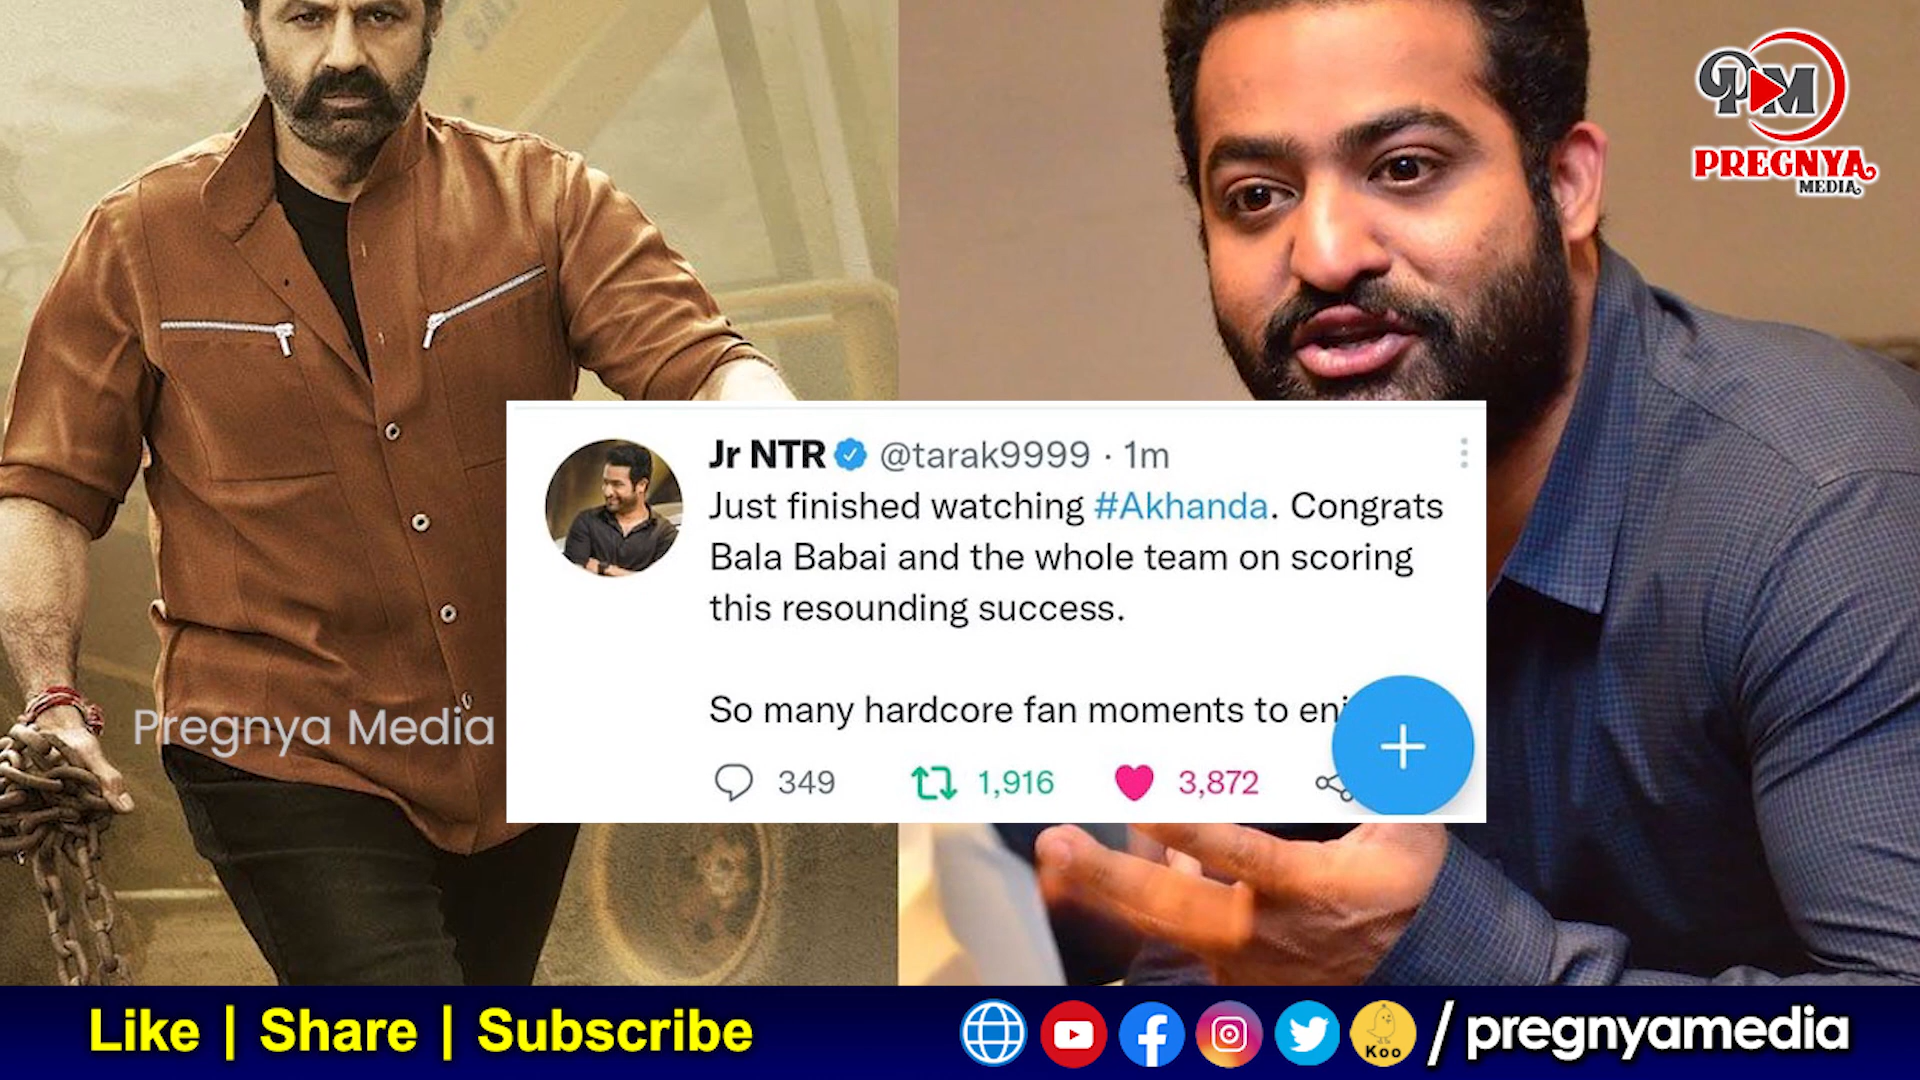 PM
PREGNYA
MEDIA
Jr NTR @tarak9999 · 1m
Just finished watching #Akhanda. Congrats
Bala Babai and the whole team on scoring
this resounding success.
So many hardcore fan moments to enj
349 1,916 3,872
Pregnya Media
Like | Share | Subscribe
Koo
/ pregnyamedia